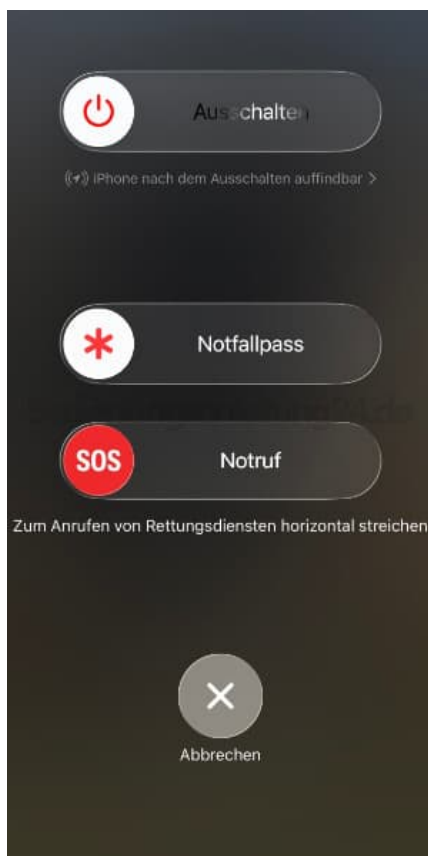 Ausschalten
iPhone nach dem Ausschalten auffindbar >
Notfallpass
SOS Notruf
Zum Anrufen von Rettungsdiensten horizontal streichen
Abbrechen